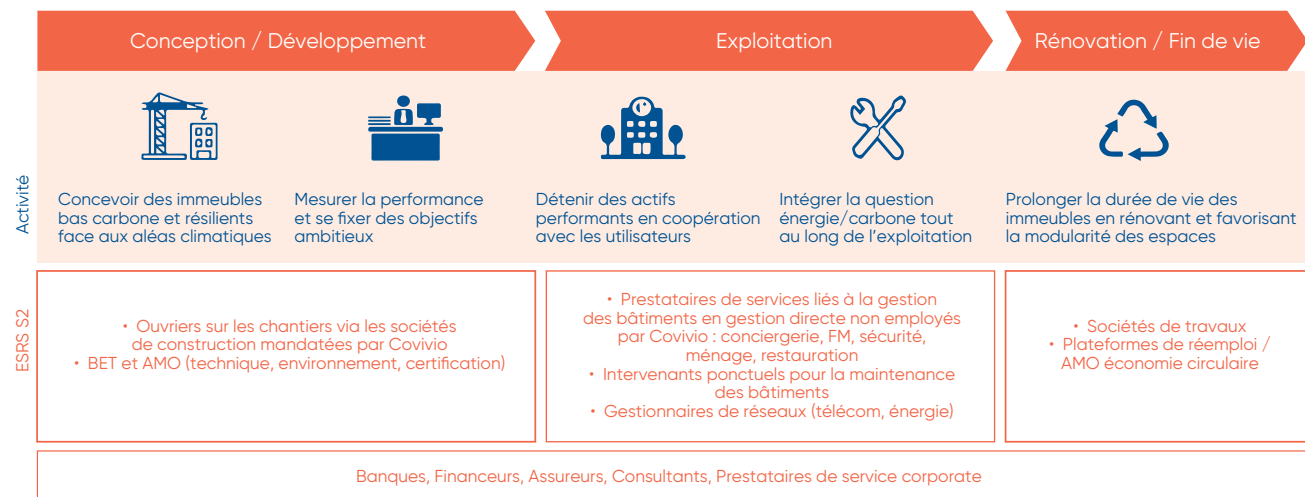 Conception / Développement
Exploitation
Rénovation / Fin de vie
Activité
Concevoir des immeubles
bas carbone et résilients
face aux aléas climatiques
Mesurer la performance
et se fixer des objectifs
ambitieux
Détenir des actifs
performants en coopération
avec les utilisateurs
Intégrer la question
énergie/carbone tout
au long de l'exploitation
Prolonger la durée de vie des
immeubles en rénovant et favorisant
la modularité des espaces
ESRS S2
• Ouvriers sur les chantiers via les sociétés
de construction mandatées par Covivio
• BET et AMO (technique, environnement, certification)
• Prestataires de services liés à la gestion
des bâtiments en gestion directe non employés
par Covivio : conciergerie, FM, sécurité,
ménage, restauration
• Intervenants ponctuels pour la maintenance
des bâtiments
• Gestionnaires de réseaux (télécom, énergie)
• Sociétés de travaux
• Plateformes de réemploi /
AMO économie circulaire
Banques, Financeurs, Assureurs, Consultants, Prestataires de service corporate